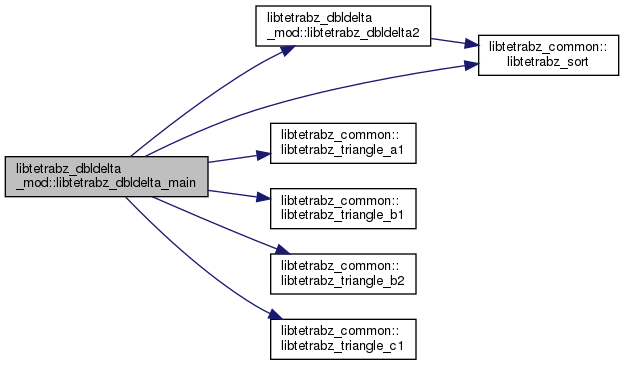 libtetrabz_dbldelta
_mod::libtetrabz_dbldelta2
libtetrabz_common::
libtetrabz_sort
libtetrabz_common::
libtetrabz_triangle_a1
libtetrabz_dbldelta
_mod::libtetrabz_dbldelta_main
libtetrabz_common::
libtetrabz_triangle_b1
libtetrabz_common::
libtetrabz_triangle_b2
libtetrabz_common::
libtetrabz_triangle_c1